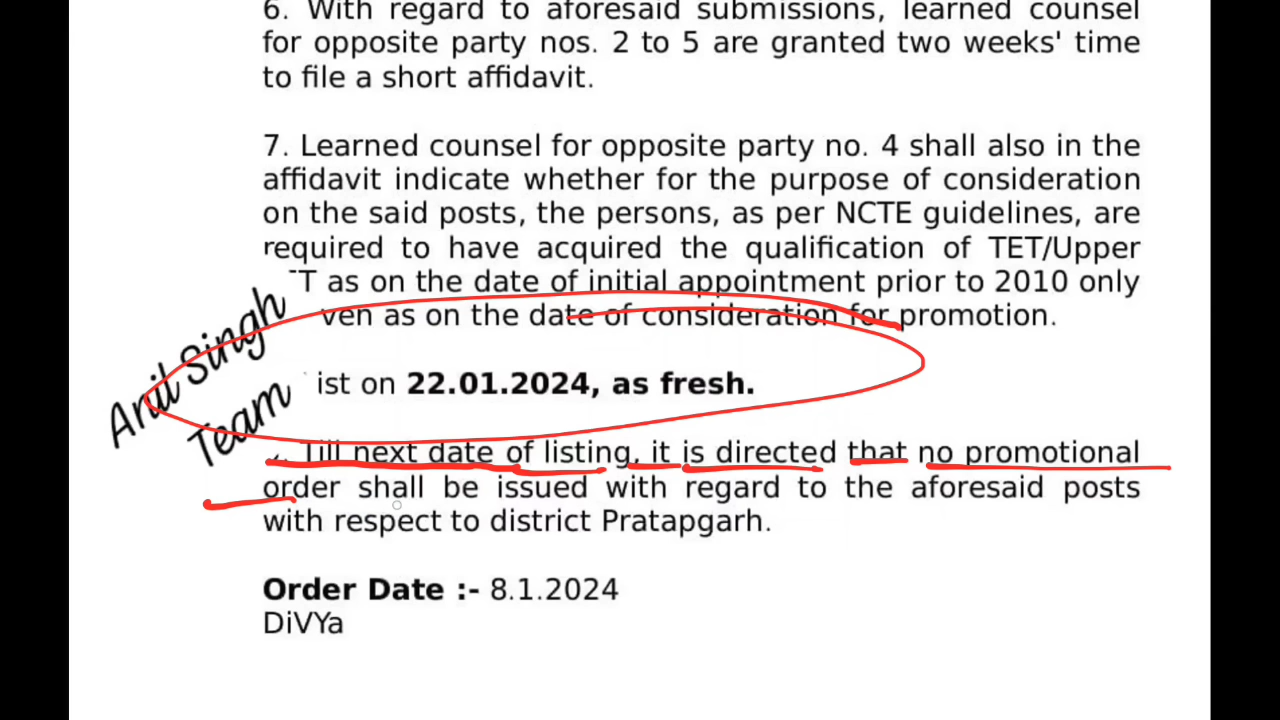 6. With regard to aforesaid submissions, learned counsel
for opposite party nos. 2 to 5 are granted two weeks' time
to file a short affidavit.
7. Learned counsel for opposite party no. 4 shall also in the
affidavit indicate whether for the purpose of consideration
on the said posts, the persons, as per NCTE guidelines, are
required to have acquired the qualification of TET/Upper
T as on the date of initial appointment prior to 2010 only
ven as on the date of consideration for promotion.
Anil Singh
Team
ist on 22.01.2024, as fresh.
. Till next date of listing, it is directed that no promotional
order shall be issued with regard to the aforesaid posts
with respect to district Pratapgarh.
Order Date :- 8.1.2024
DiVYa